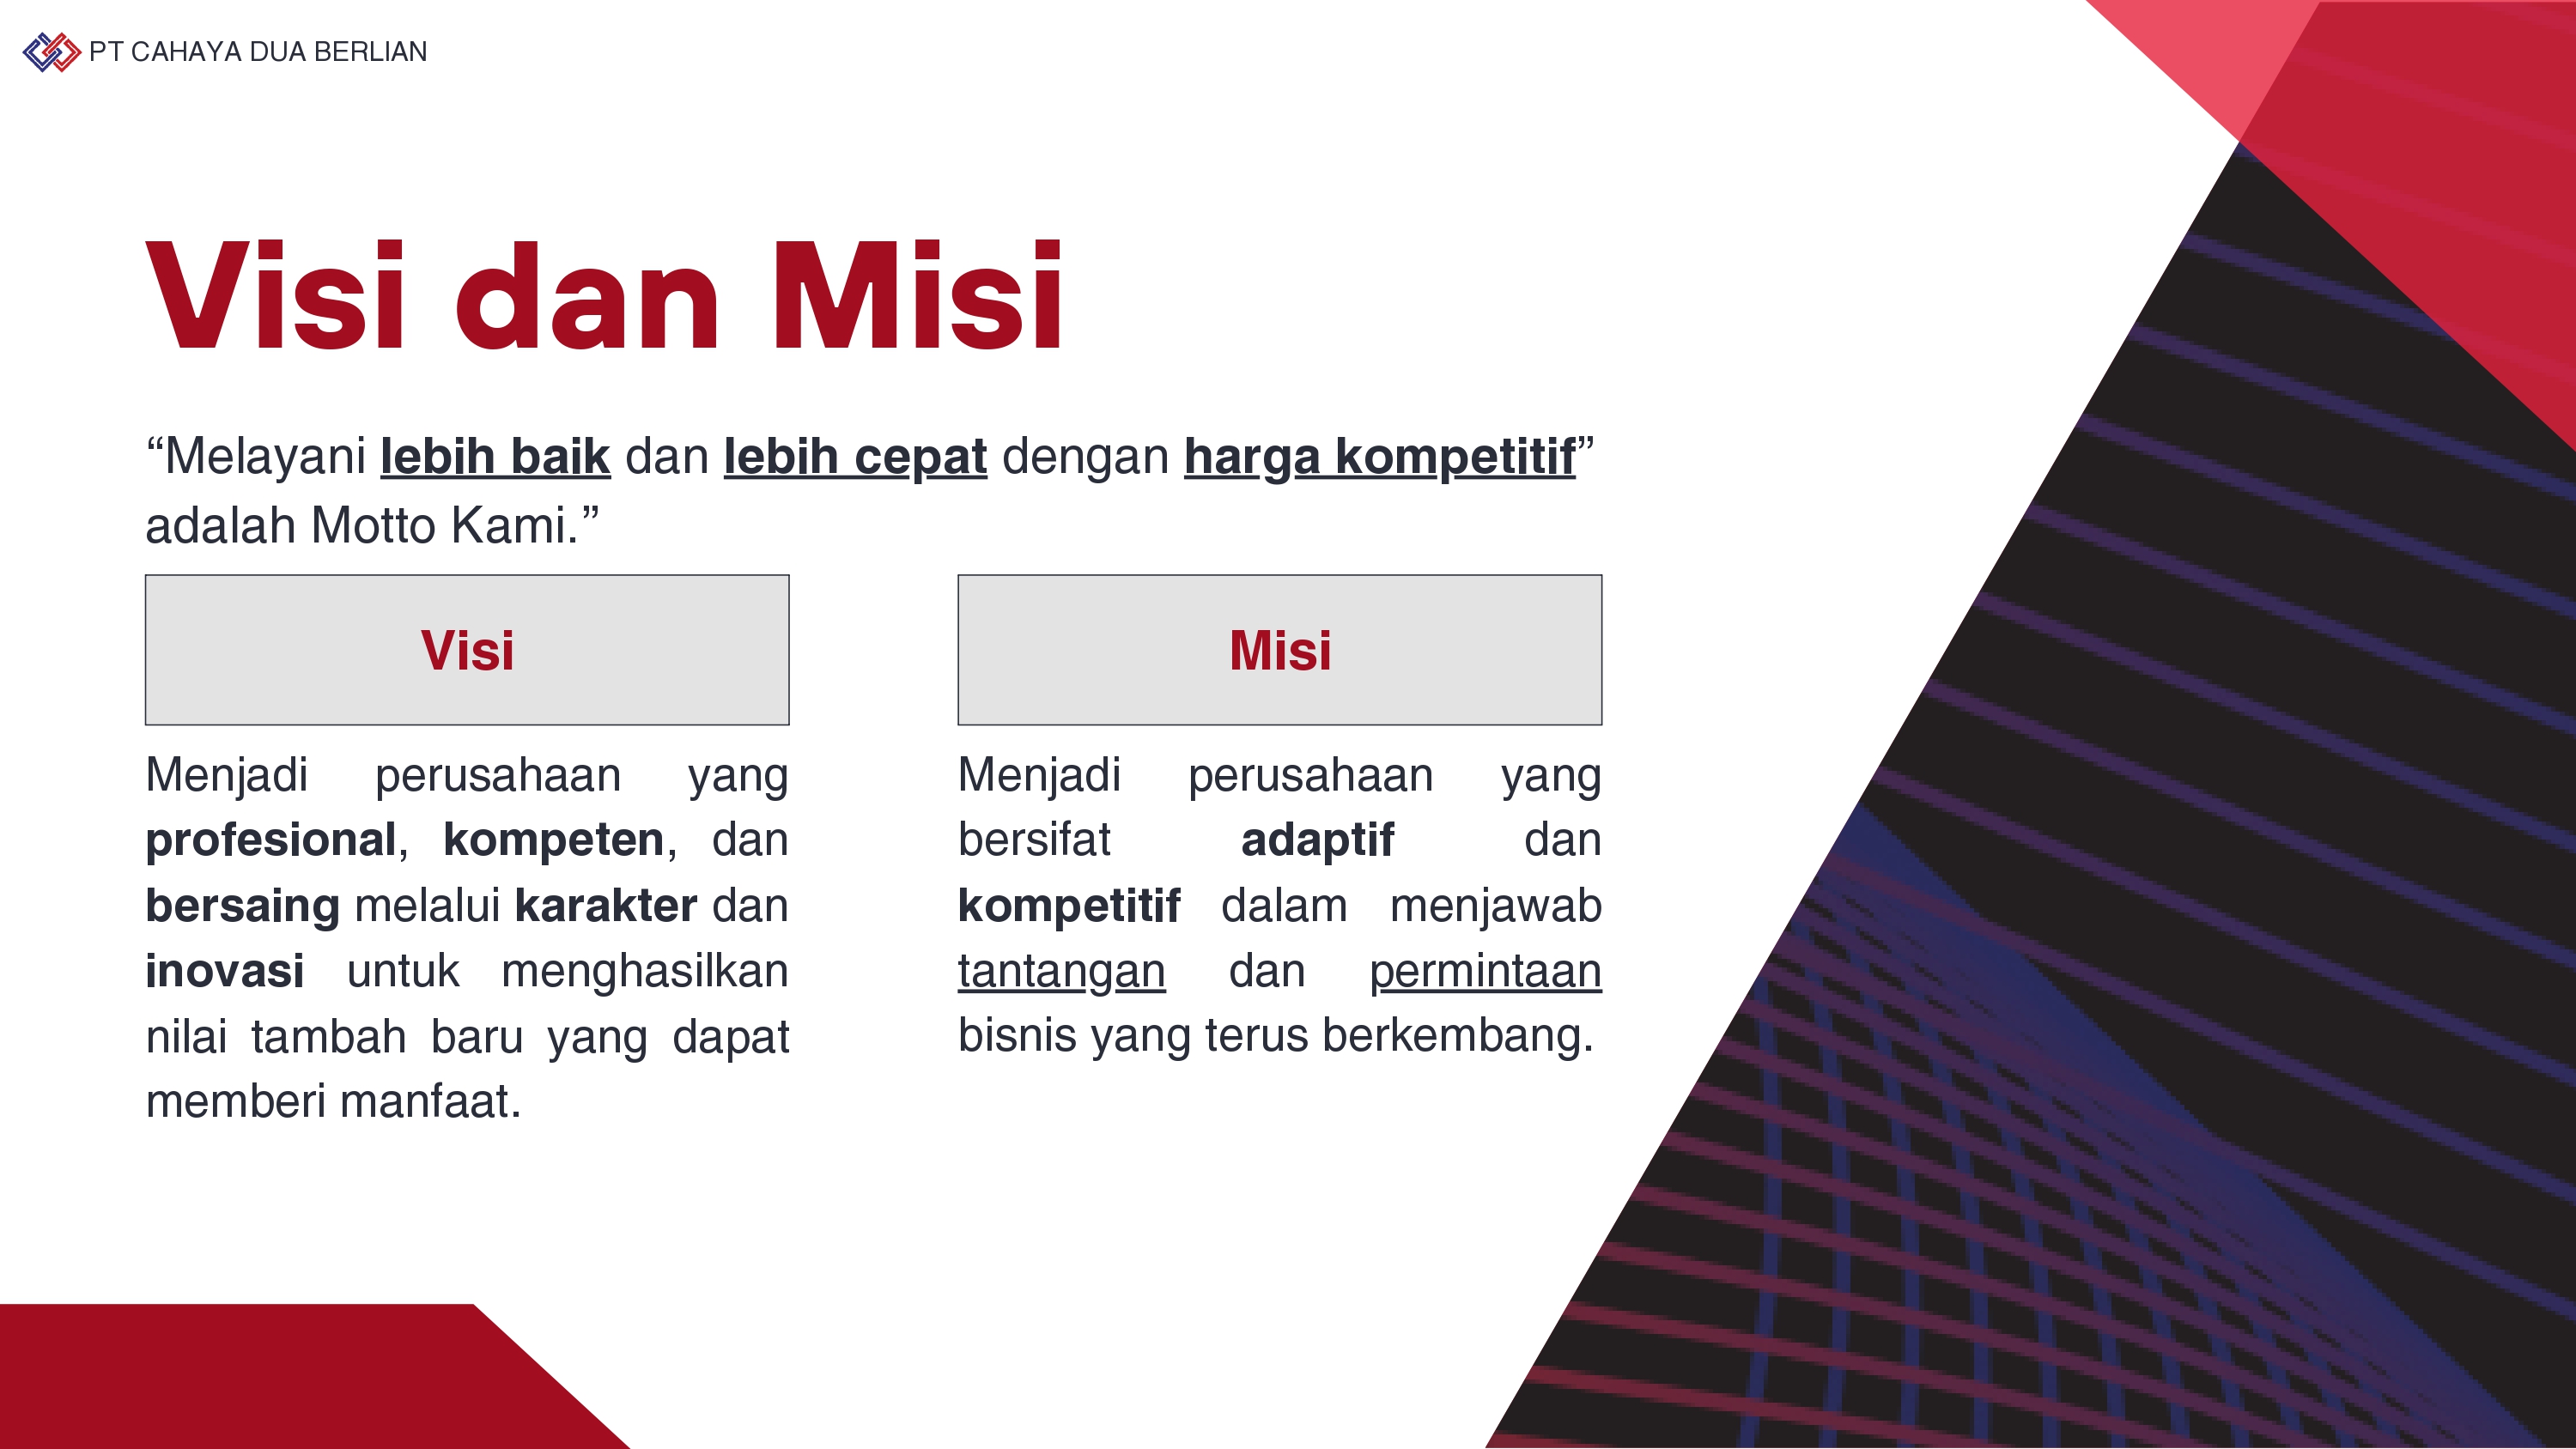 PT CAHAYA DUA BERLIAN
Visi dan Misi
“Melayani lebih baik dan lebih cepat dengan harga kompetitif”
adalah Motto Kami.”
Visi
Menjadi perusahaan yang
profesional, kompeten, dan
bersaing melalui karakter dan
inovasi untuk menghasilkan
nilai tambah baru yang dapat
memberi manfaat.
Misi
Menjadi perusahaan yang
bersifat adaptif dan
kompetitif dalam menjawab
tantangan dan permintaan
bisnis yang terus berkembang.